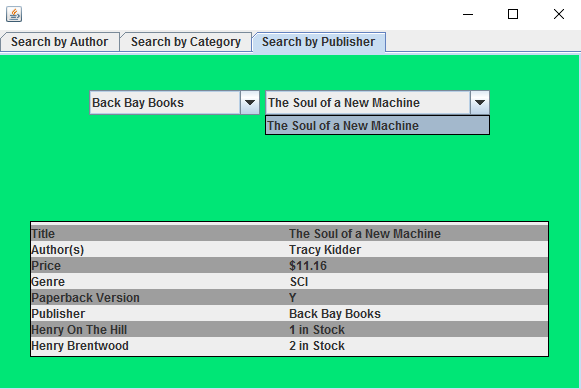 Search by Author Search by Category Search by Publisher
Back Bay Books The Soul of a New Machine
The Soul of a New Machine
Title The Soul of a New Machine
Author(s) Tracy Kidder
Price $11.16
Genre SCI
Paperback Version Y
Publisher Back Bay Books
Henry On The Hill 1 in Stock
Henry Brentwood 2 in Stock